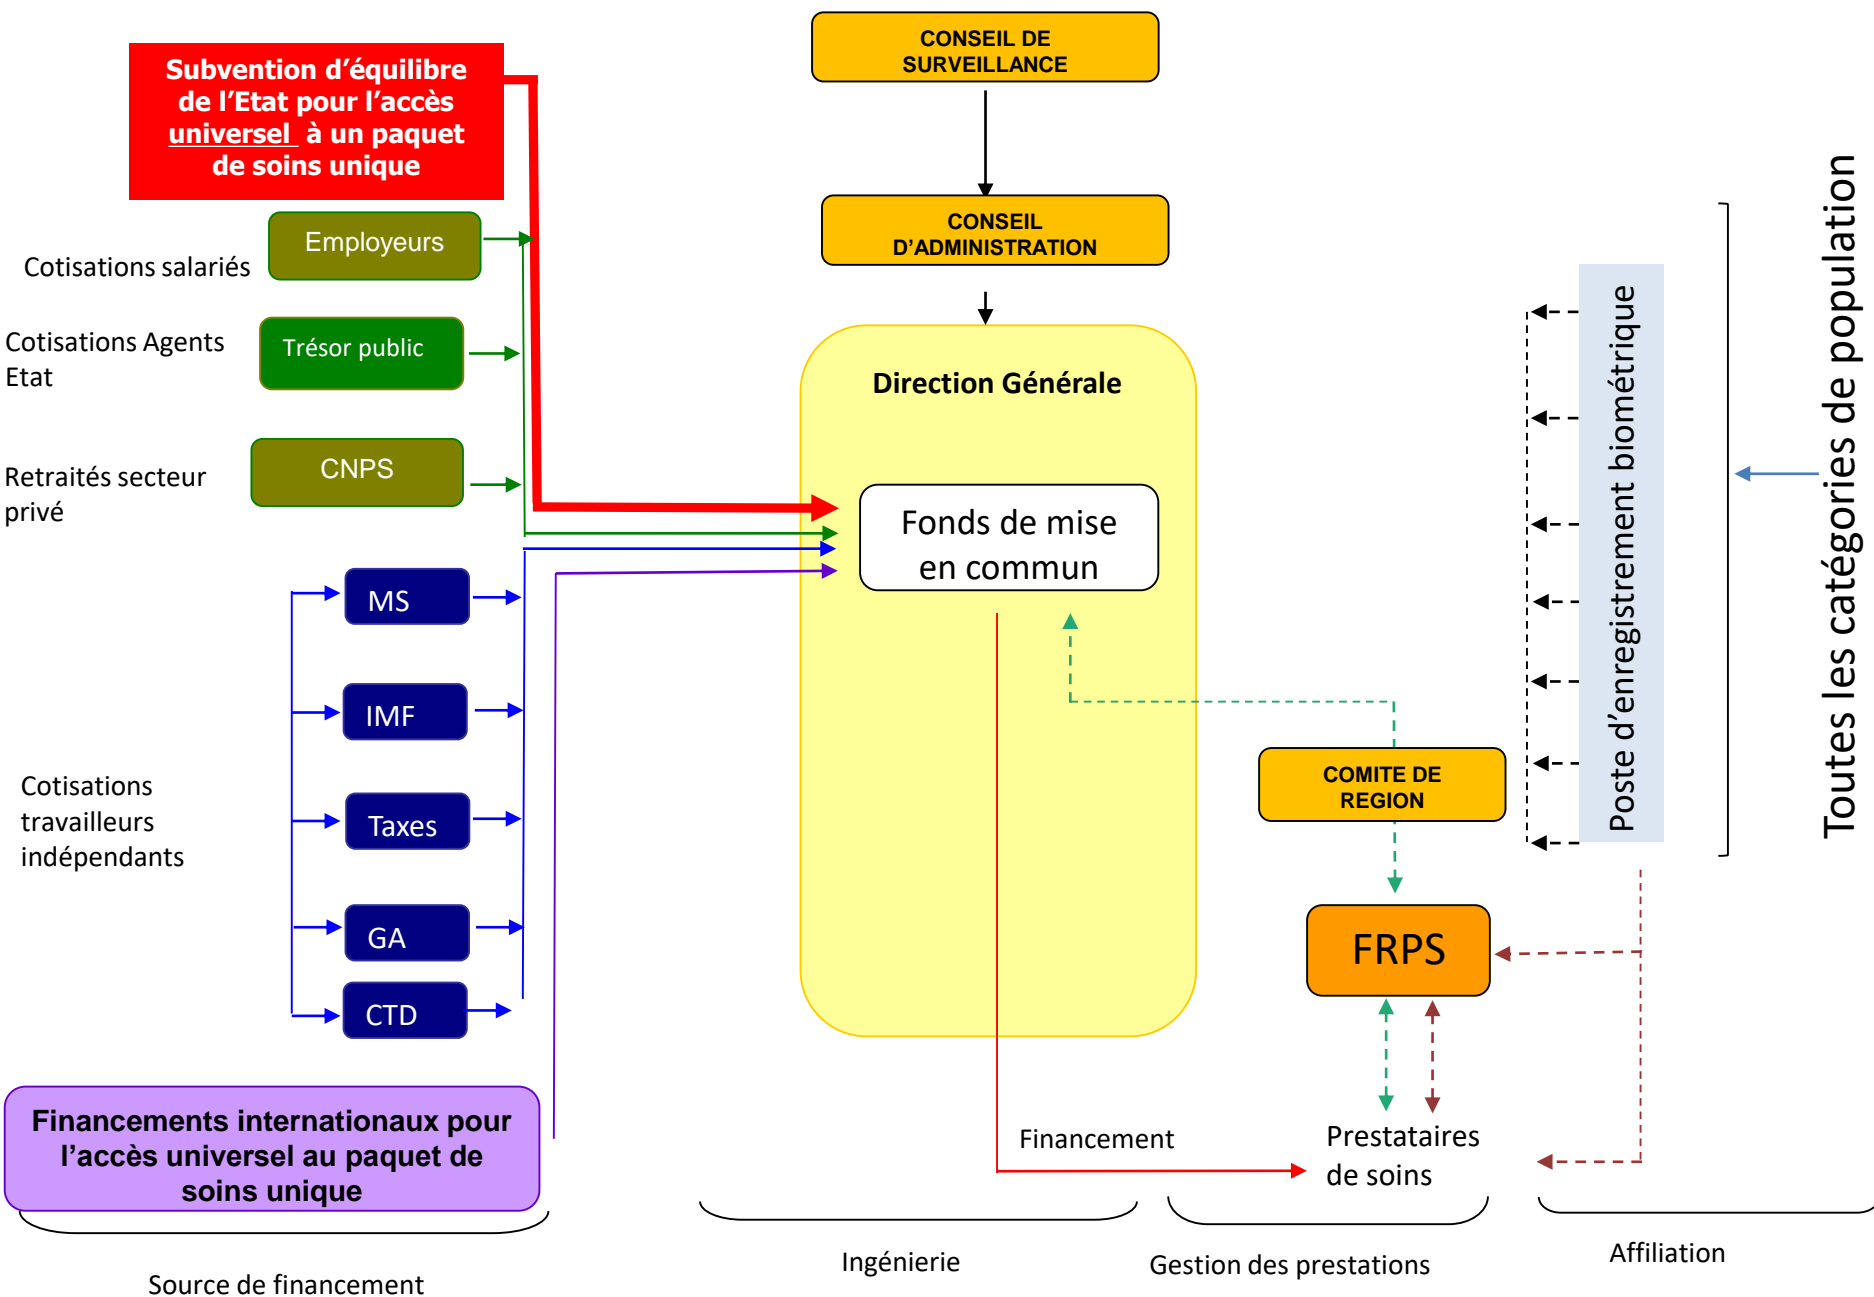 Subvention d'équilibre
de l'Etat pour l'accès
universel à un paquet
de soins unique
CONSEIL DE
SURVEILLANCE
CONSEIL
D'ADMINISTRATION
Cotisations salariés
Employeurs
Cotisations Agents
Etat
Trésor public
Retraités secteur
privé
CNPS
Direction Générale
Fonds de mise
en commun
MS
IMF
Cotisations
travailleurs
indépendants
Taxes
GA
CTD
Financements internationaux pour
l'accès universel au paquet de
soins unique
COMITE DE
REGION
FRPS
Financement
Prestataires
de soins
Poste d'enregistrement biométrique
Toutes les catégories de population
Source de financement
Ingénierie
Gestion des prestations
Affiliation